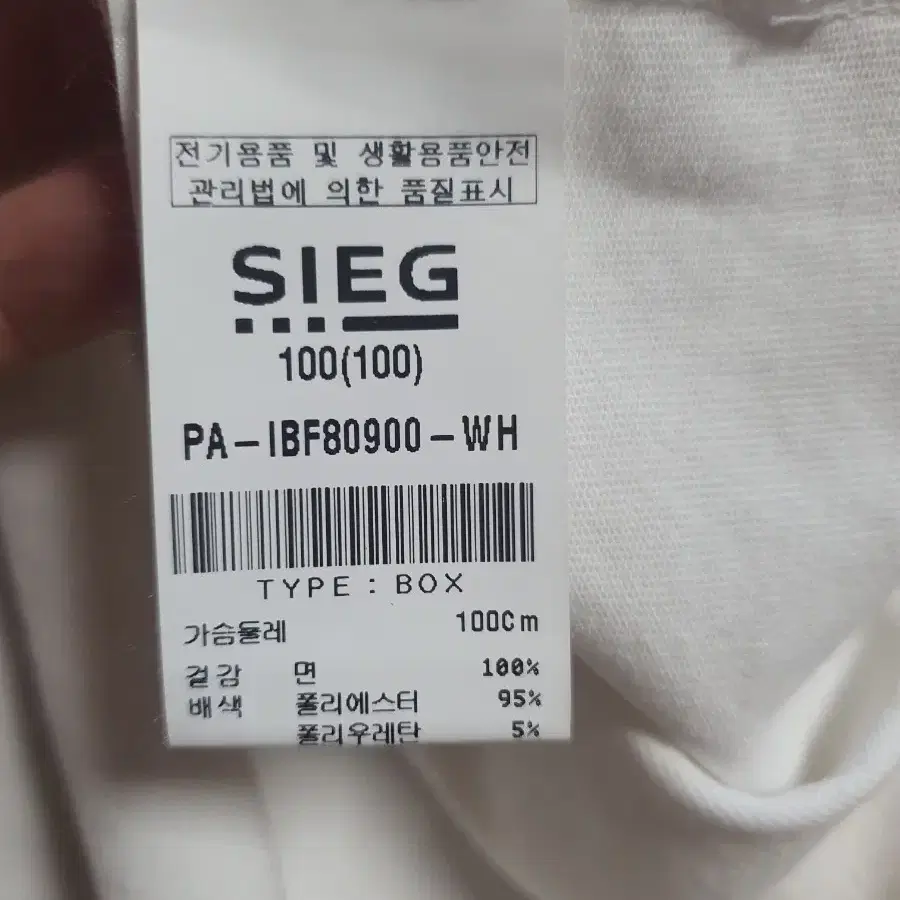 전기용품 및 생활용품안전
관리법에 의한 품질표시
SIEG
100(100)
PA-IBF80900-WH
TYPE : BOX
가슴둘레 100Cm
겉감 면 100%
배색 폴리에스터 95%
폴리우레탄 5%